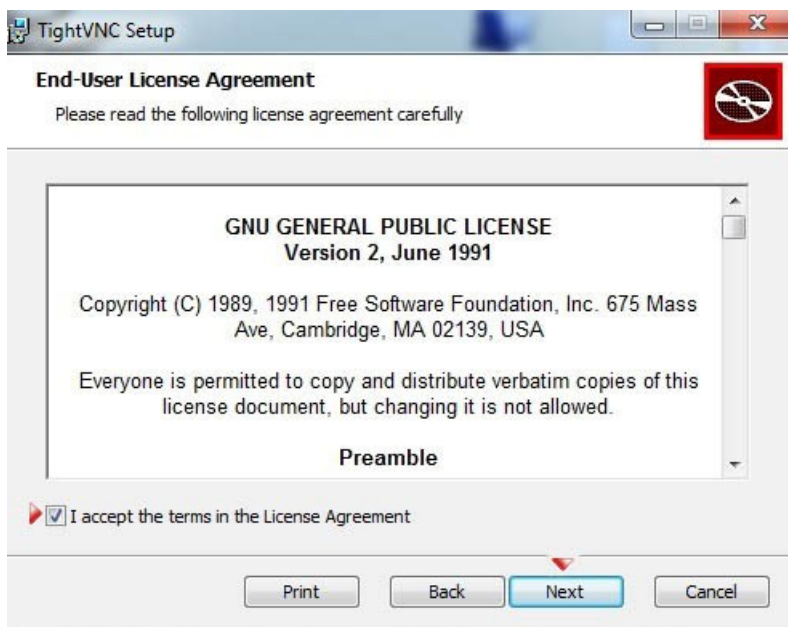 TightVNC Setup
End-User License Agreement
Please read the following license agreement carefully
GNU GENERAL PUBLIC LICENSE
Version 2, June 1991
Copyright (C) 1989, 1991 Free Software Foundation, Inc. 675 Mass
Ave, Cambridge, MA 02139, USA
Everyone is permitted to copy and distribute verbatim copies of this
license document, but changing it is not allowed.
Preamble
I accept the terms in the License Agreement
Print Back Next Cancel